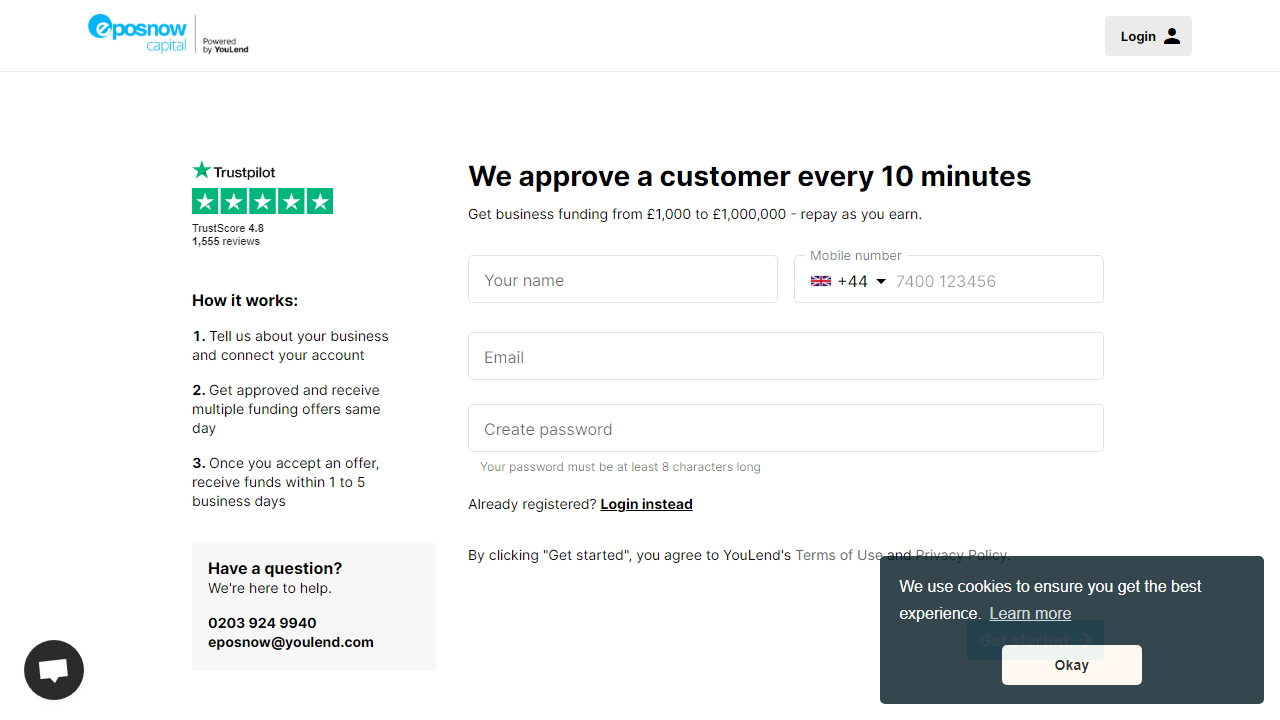 eposnow
capital
Powered
by YouLend
Login
Trustpilot
TrustScore 4.8
1,555 reviews
How it works:
1. Tell us about your business
and connect your account
2. Get approved and receive
multiple funding offers same
day
3. Once you accept an offer,
receive funds within 1 to 5
business days
Have a question?
We're here to help.
0203 924 9940
eposnow@youlend.com
We approve a customer every 10 minutes
Get business funding from £1,000 to £1,000,000 - repay as you earn.
Your name
Mobile number
+44
7400 123456
Email
Create password
Your password must be at least 8 characters long
Already registered? Login instead
By clicking "Get started", you agree to YouLend's Terms of Use and Privacy Policy.
We use cookies to ensure you get the best
experience. Learn more
Get started
Okay